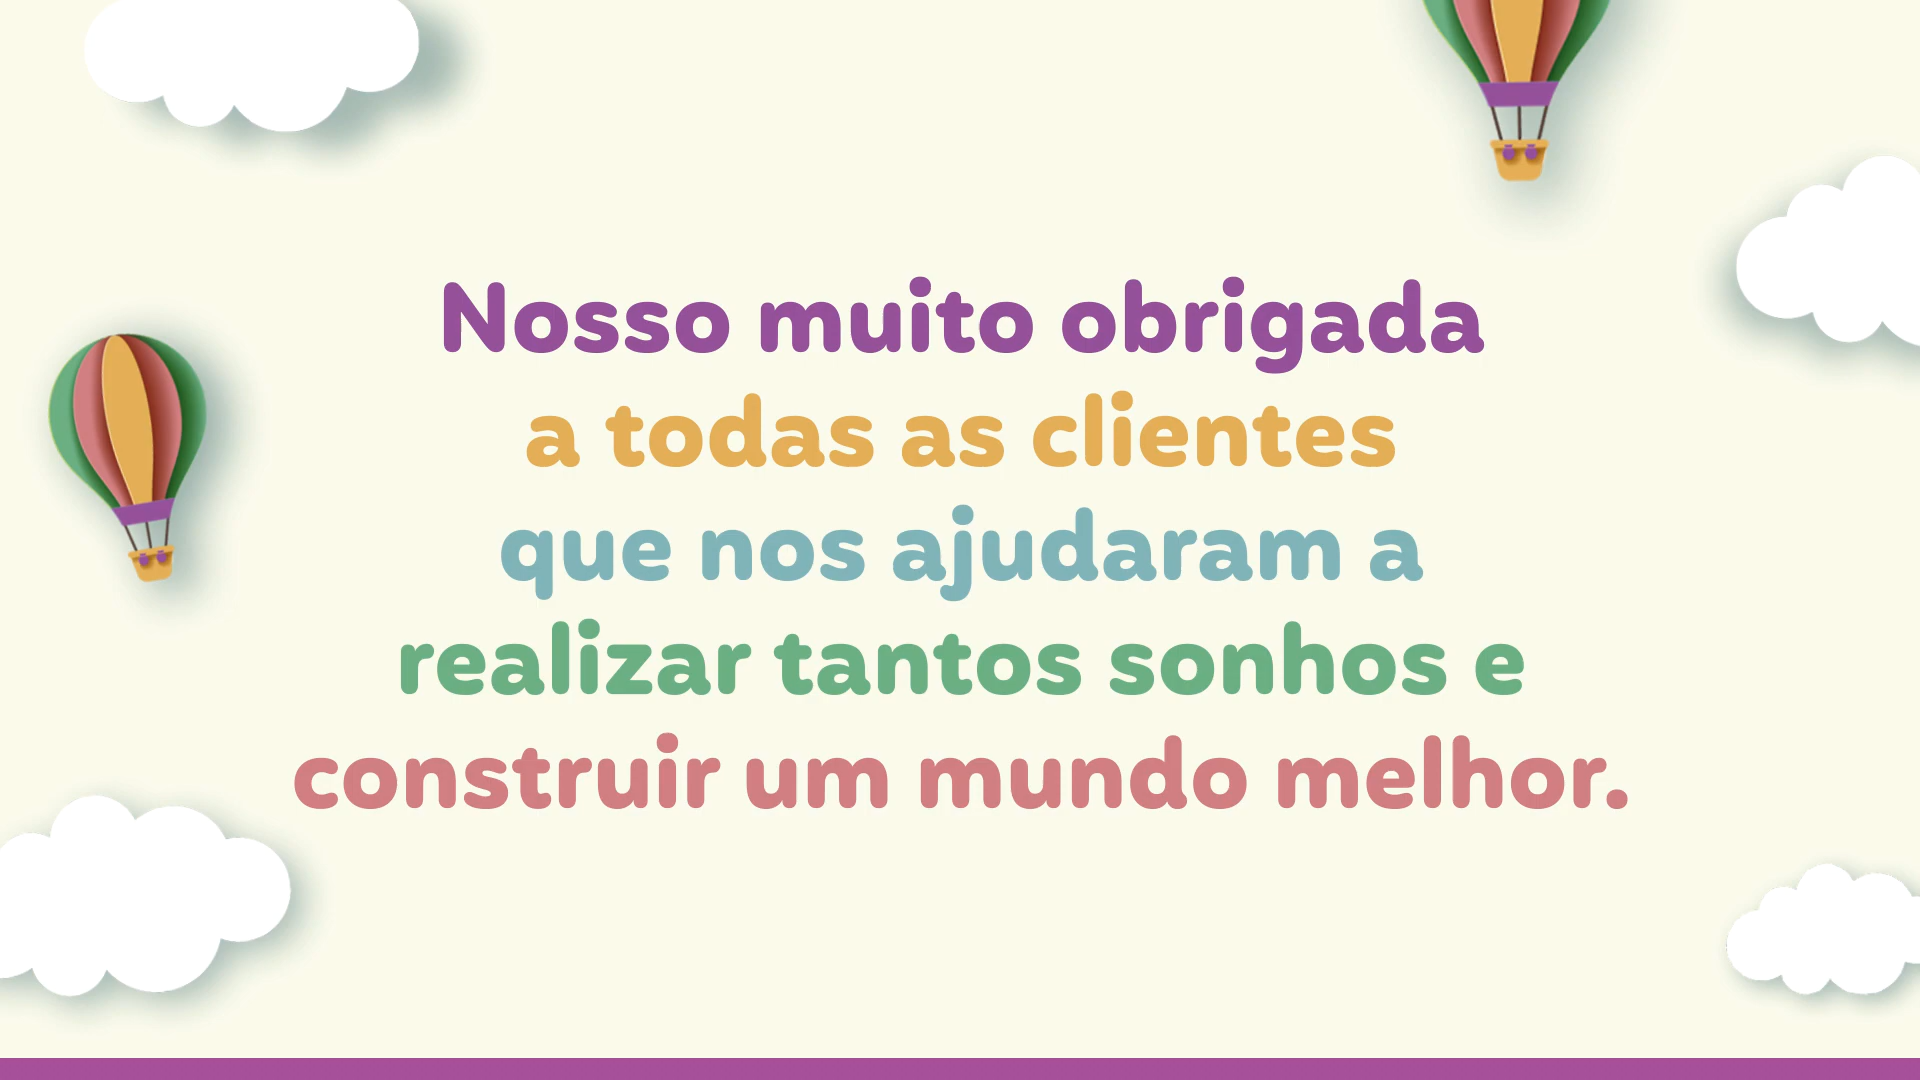 Nosso muito obrigada
a todas as clientes
que nos ajudaram a
realizar tantos sonhos e
construir um mundo melhor.